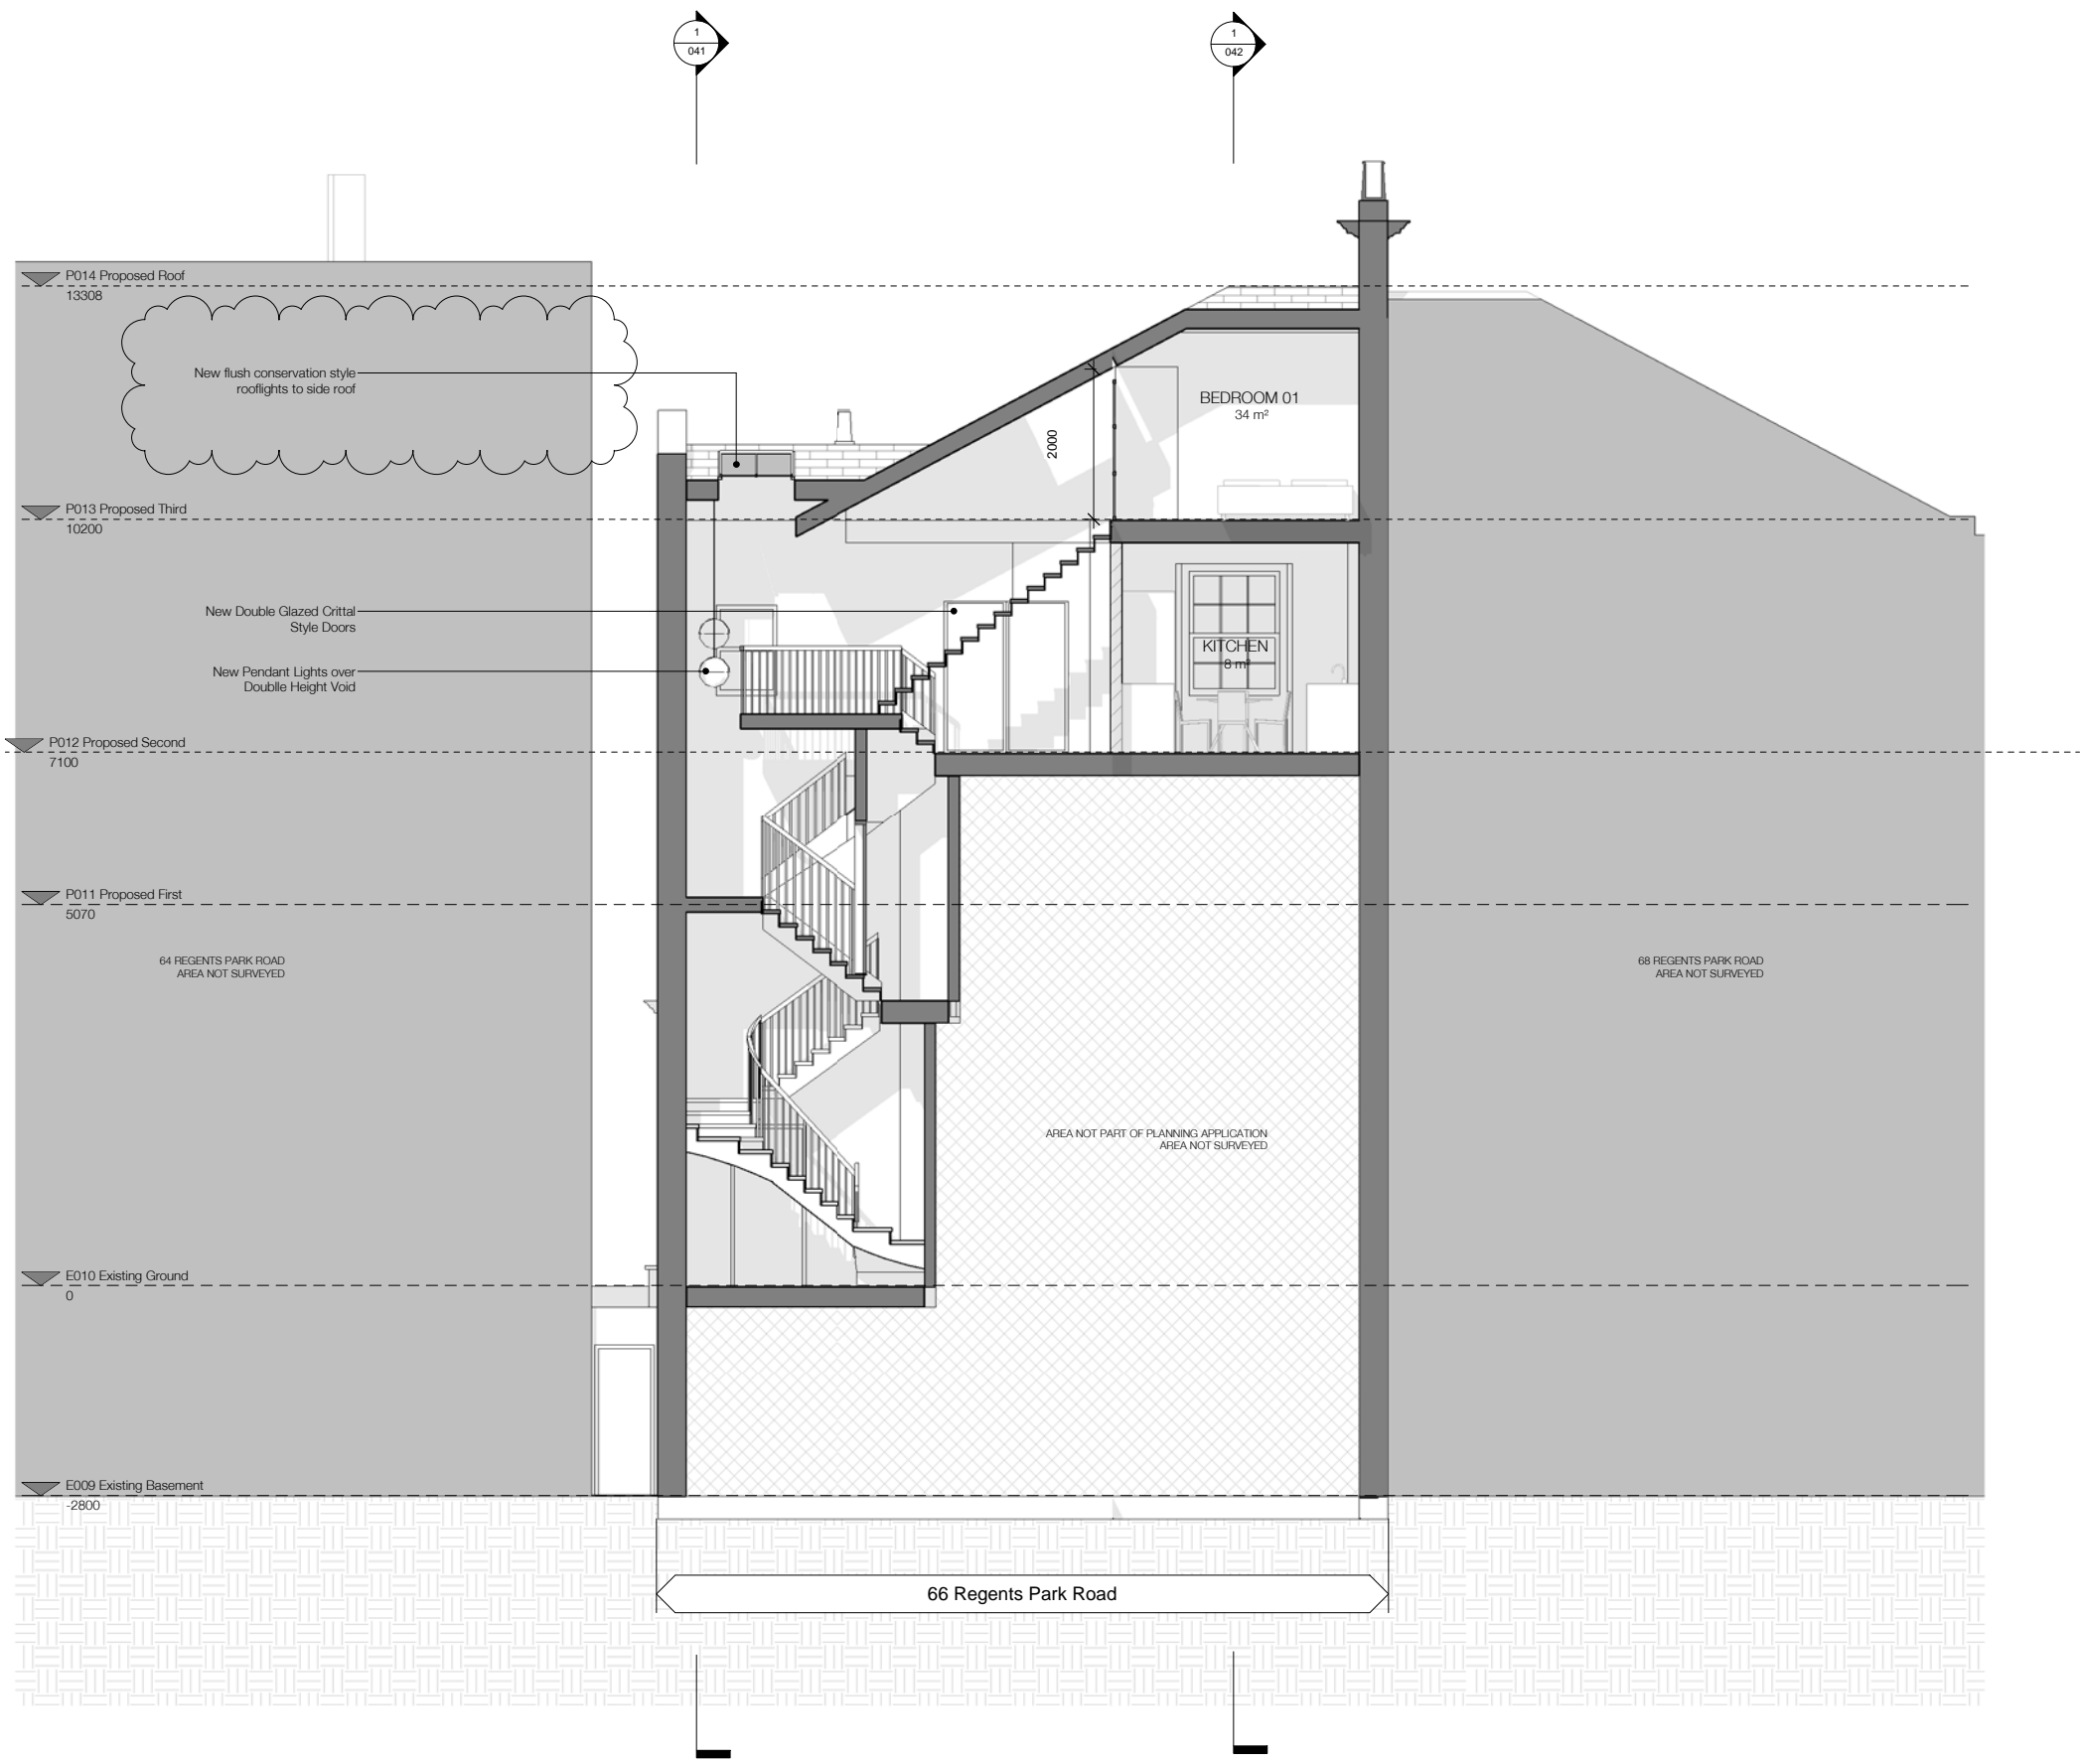 1
041
1
042
P014 Proposed Roof
13308
New flush conservation style
rooflights to side roof
BEDROOM 01
34 m²
2000
P013 Proposed Third
10200
New Double Glazed Crittal
Style Doors
KITCHEN
8 m²
New Pendant Lights over
Doublle Height Void
P012 Proposed Second
7100
P011 Proposed First
5070
64 REGENTS PARK ROAD
AREA NOT SURVEYED
68 REGENTS PARK ROAD
AREA NOT SURVEYED
AREA NOT PART OF PLANNING APPLICATION
AREA NOT SURVEYED
E010 Existing Ground
0
E009 Existing Basement
-2800
66 Regents Park Road